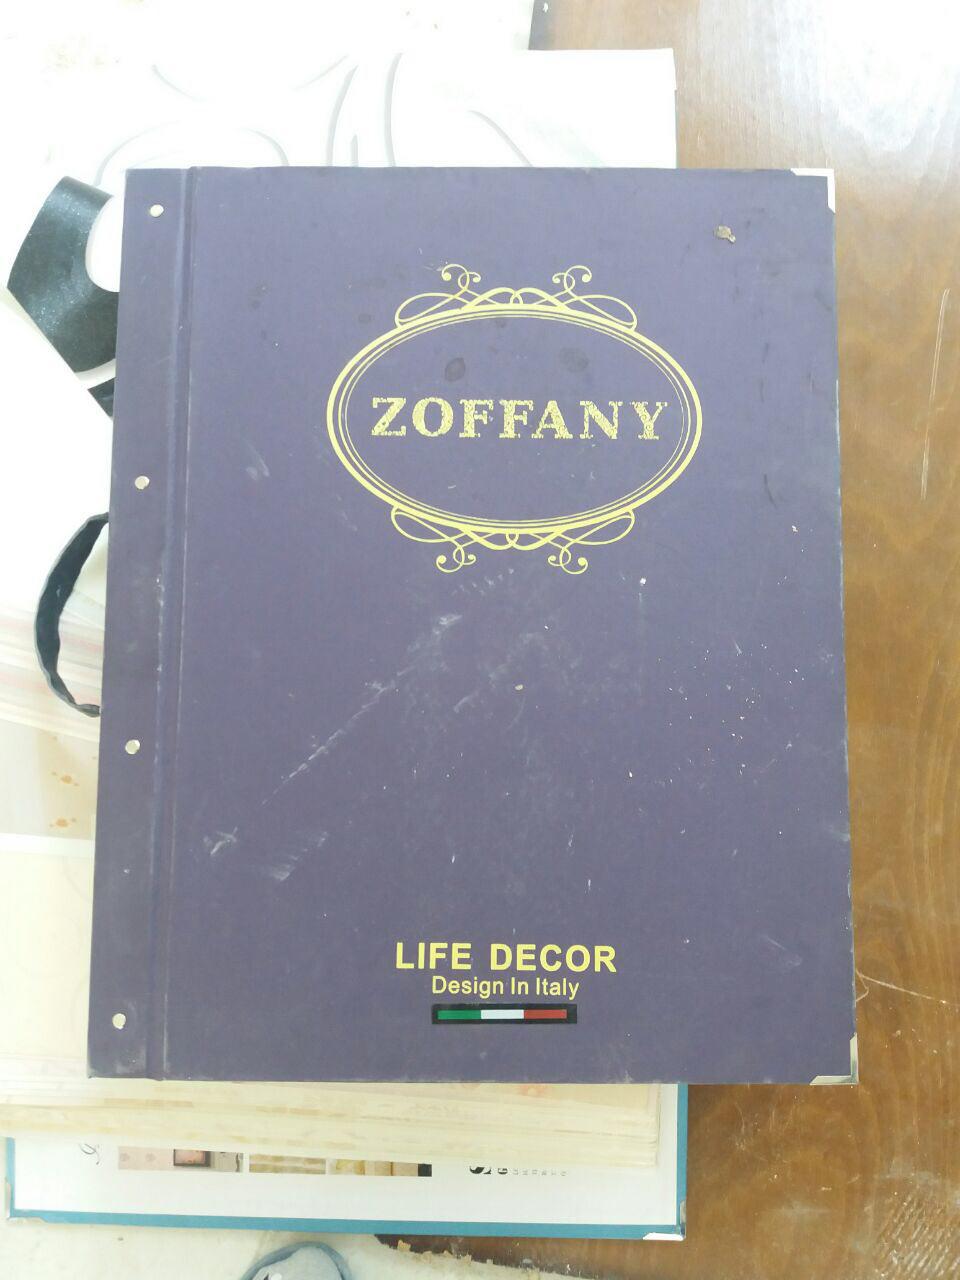 ZOFFANY
LIFE DECOR
Design In Italy